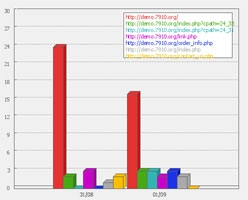 30
27
24
21
18
15
12
9
6
3
0
http://demo.7910.org/
http://demo.7910.org/index.php?cpath=24_33
http://demo.7910.org/index.php?cpath=24_31
http://demo.7910.org/link.php
http://demo.7910.org/order_info.php
http://demo.7910.org/index.php
31/08
01/09